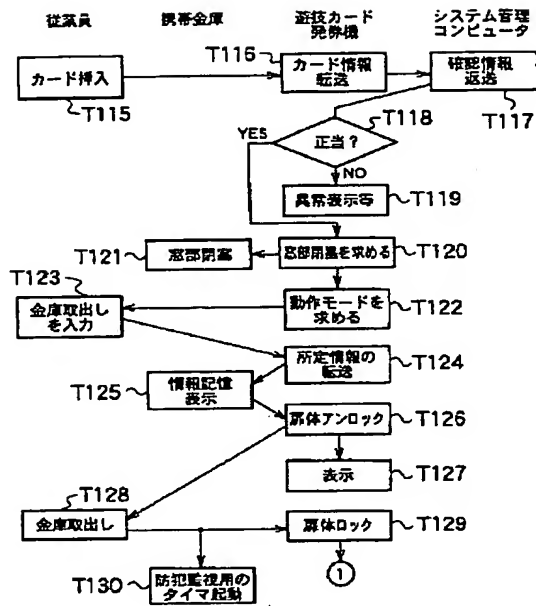 従業員
携帯金庫
遊技カード
発券機
システム管理
コンピュータ
T116
カード挿入
カード情報
転送
確認情報
返送
T115
T117
T118
YES
正当?
NO
異常表示等
T119
T121
窓部閉塞
窓部閉塞を求める
T120
T123
金庫取出し
を入力
動作モードを
求める
T122
所定情報の
転送
T124
T125
情報記憶
表示
扉体アンロック
T126
表示
T127
T128
金庫取出し
扉体ロック
T129
1
T130
防犯監視用の
タイマ起動